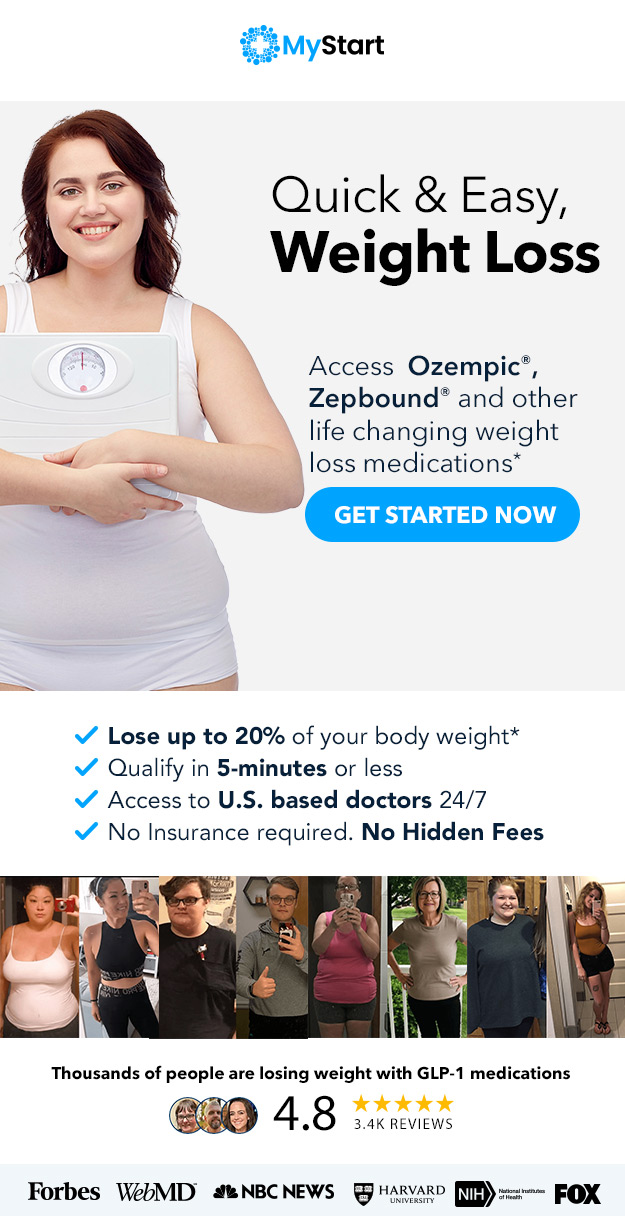 MyStart
Quick & Easy,
Weight Loss
Access Ozempic®,
Zepbound® and other
life changing weight
loss medications*
GET STARTED NOW
Lose up to 20% of your body weight*
Qualify in 5-minutes or less
Access to U.S. based doctors 24/7
No Insurance required. No Hidden Fees
Thousands of people are losing weight with GLP-1 medications
4.8
3.4K REVIEWS
Forbes
WebMD
NBC NEWS
HARVARD
UNIVERSITY
NIH
National Institutes
of Health
FOX